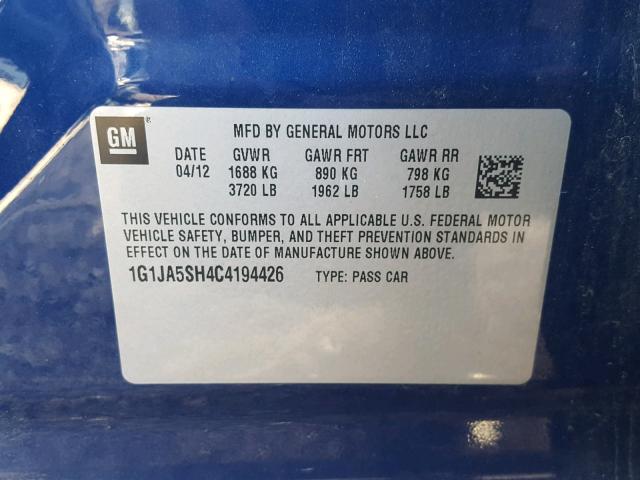 GM
MFD BY GENERAL MOTORS LLC
DATE GVWR GAWR FRT GAWR RR
04/12 1688 KG 890 KG 798 KG
3720 LB 1962 LB 1758 LB
THIS VEHICLE CONFORMS TO ALL APPLICABLE U.S. FEDERAL MOTOR
VEHICLE SAFETY, BUMPER, AND THEFT PREVENTION STANDARDS IN
EFFECT ON THE DATE OF MANUFACTURE SHOWN ABOVE.
1G1JA5SH4C4194426 TYPE: PASS CAR